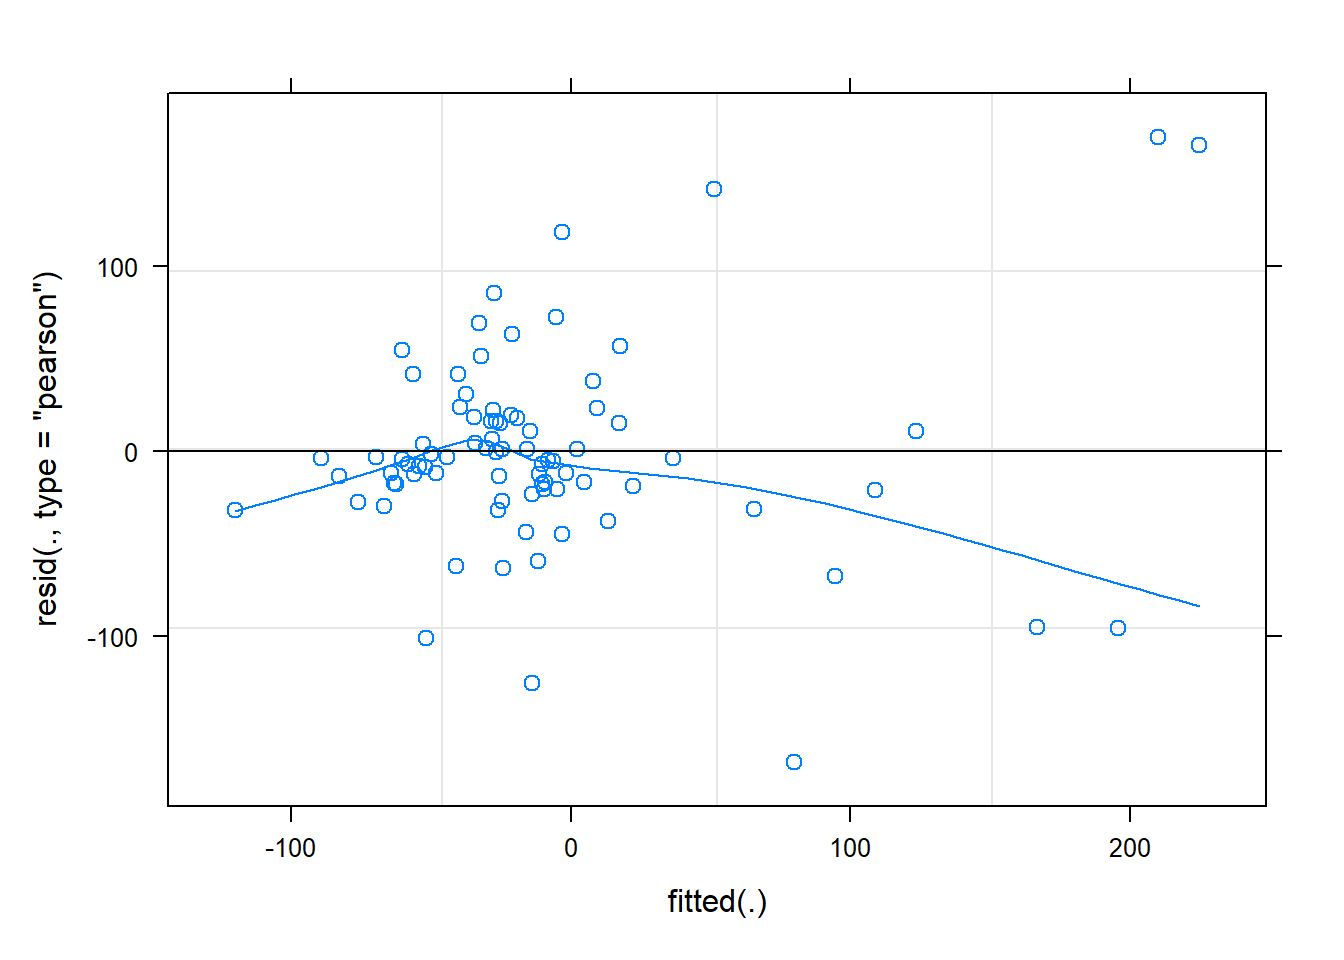 resid(., type = "pearson")
100
0
-100
-100 0 100 200
fitted(.)